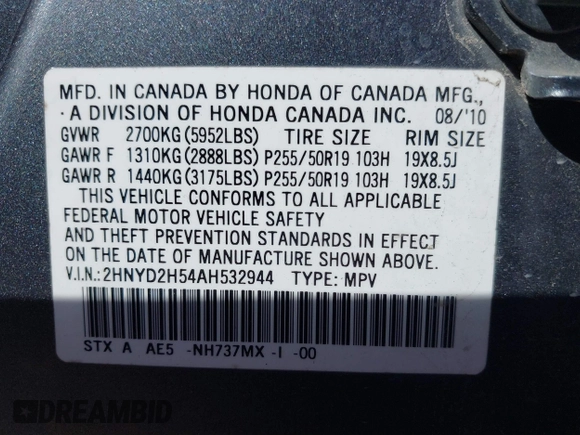 MFD. IN CANADA BY HONDA OF CANADA MFG.,
·A DIVISION OF HONDA CANADA INC. 08/'10
GVWR 2700KG(5952LBS) TIRE SIZE RIM SIZE
GAWR F 1310KG(2888LBS)P255/50R19 103H 19X8.5J
GAWR R 1440KG(3175LBS)P255/50R19 103H 19X8.5J
THIS VEHICLE CONFORMS TO ALL APPLICABLE
FEDERAL MOTOR VEHICLE SAFETY
AND THEFT PREVENTION STANDARDS IN EFFECT
ON THE DATE OF MANUFACTURE SHOWN ABOVE.
V.I.N.:2HNYD2H54AH532944 TYPE: MPV
STX A AE5 -NH737MX -I -00
DREAMBID